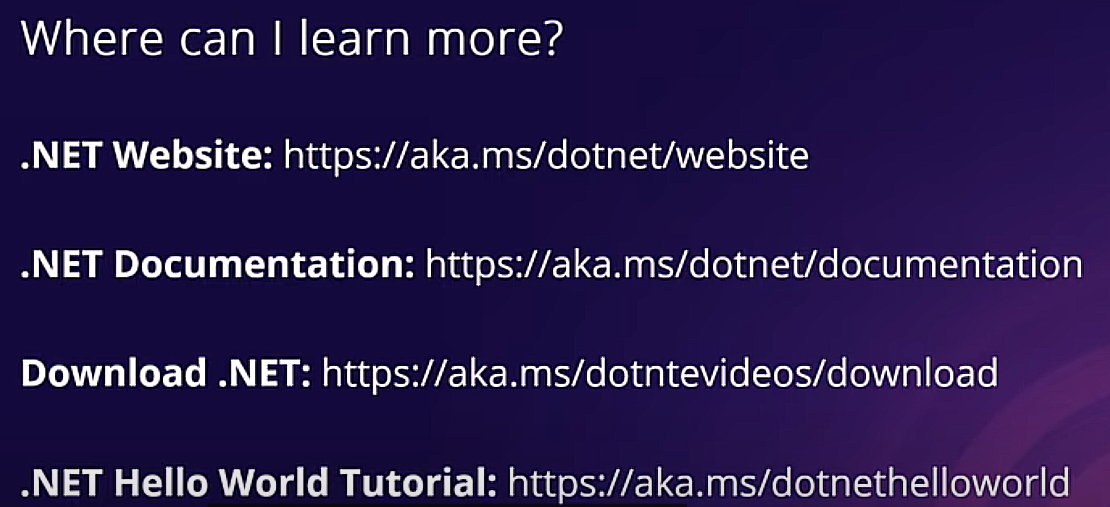 Where can I learn more?
.NET Website: https://aka.ms/dotnet/website
.NET Documentation: https://aka.ms/dotnet/documentation
Download .NET: https://aka.ms/dotntevideos/download
.NET Hello World Tutorial: https://aka.ms/dotnethelloworld